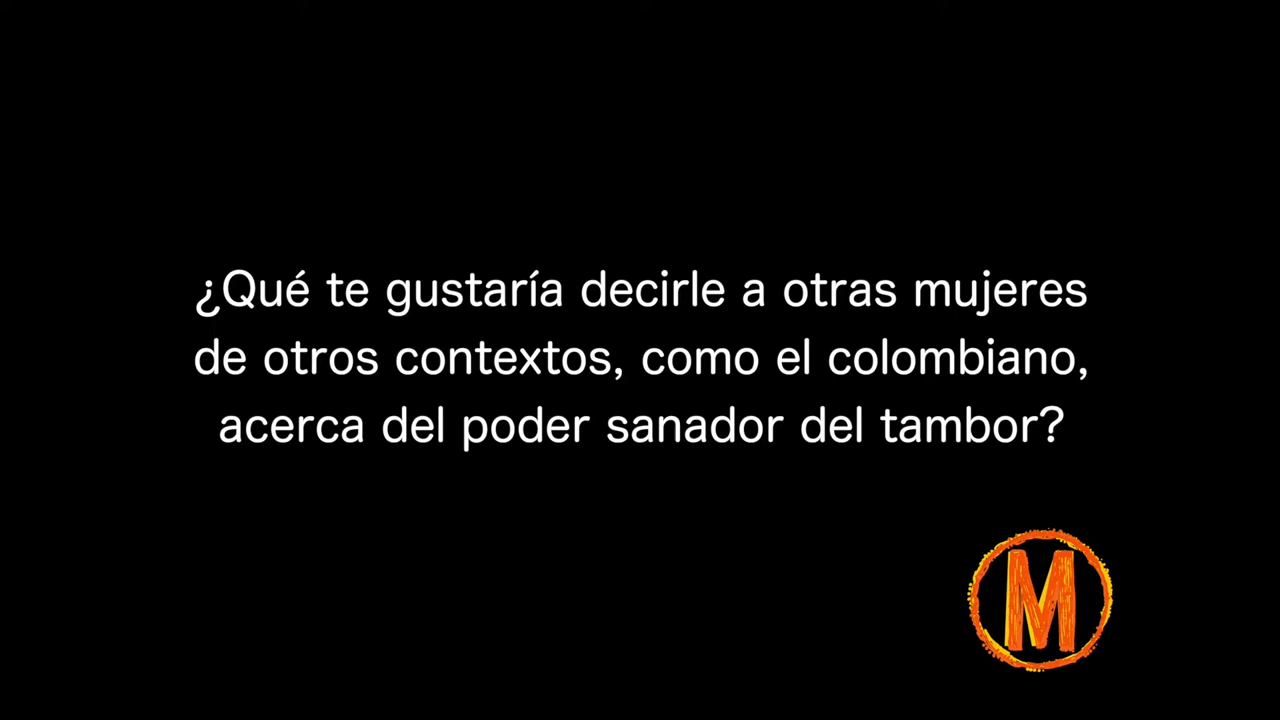 ¿Qué te gustaría decirle a otras mujeres
de otros contextos, como el colombiano,
acerca del poder sanador del tambor?
M